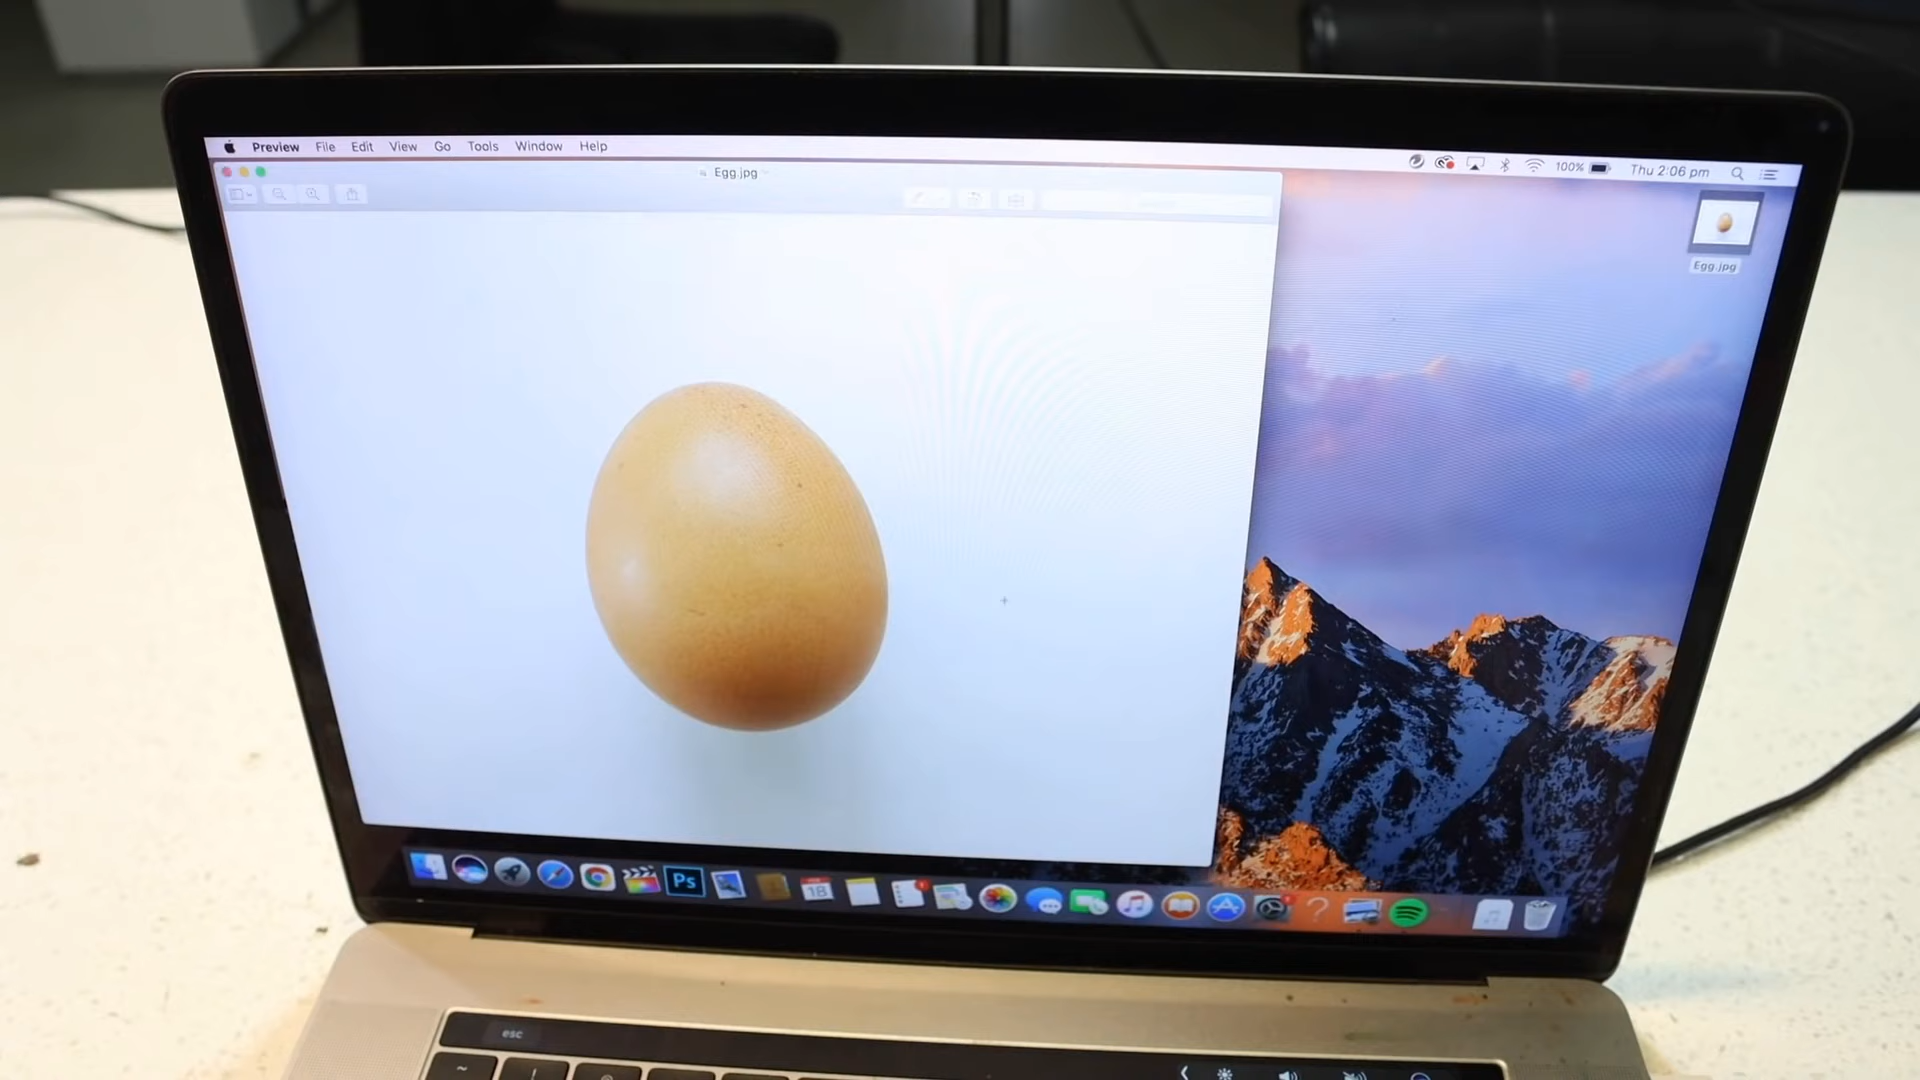 Preview File Edit View Go Tools Window Help
100% Thu 2:06 pm
Egg.jpg
Egg.jpg
Ps
18
esc
~
!
@